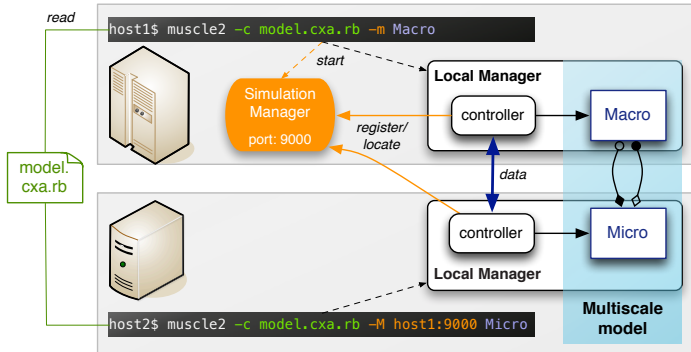 read
host1$ muscle2 -c model.cxa.rb -m Macro
start
Local Manager
Simulation
Manager
port: 9000
controller
Macro
register/
locate
model.
cxa.rb
data
controller
Micro
Local Manager
Multiscale
model
host2$ muscle2 -c model.cxa.rb -M host1:9000 Micro